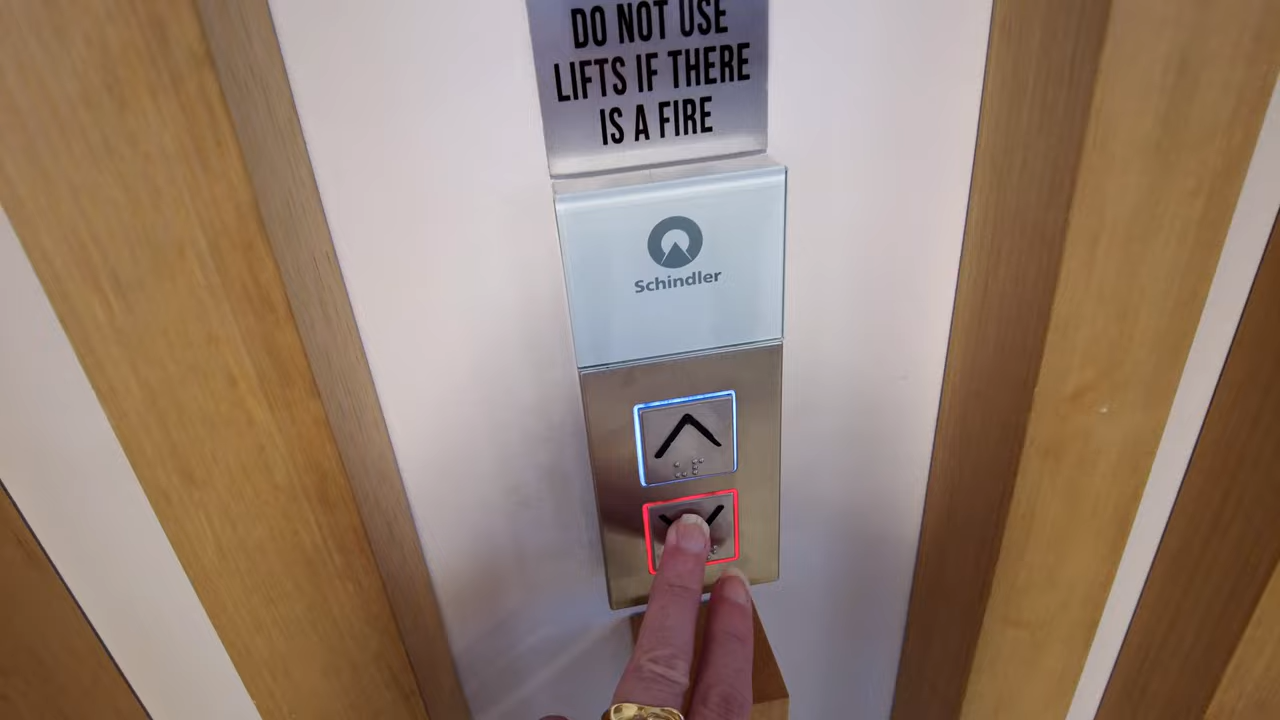 DO NOT USE
LIFTS IF THERE
IS A FIRE
Schindler